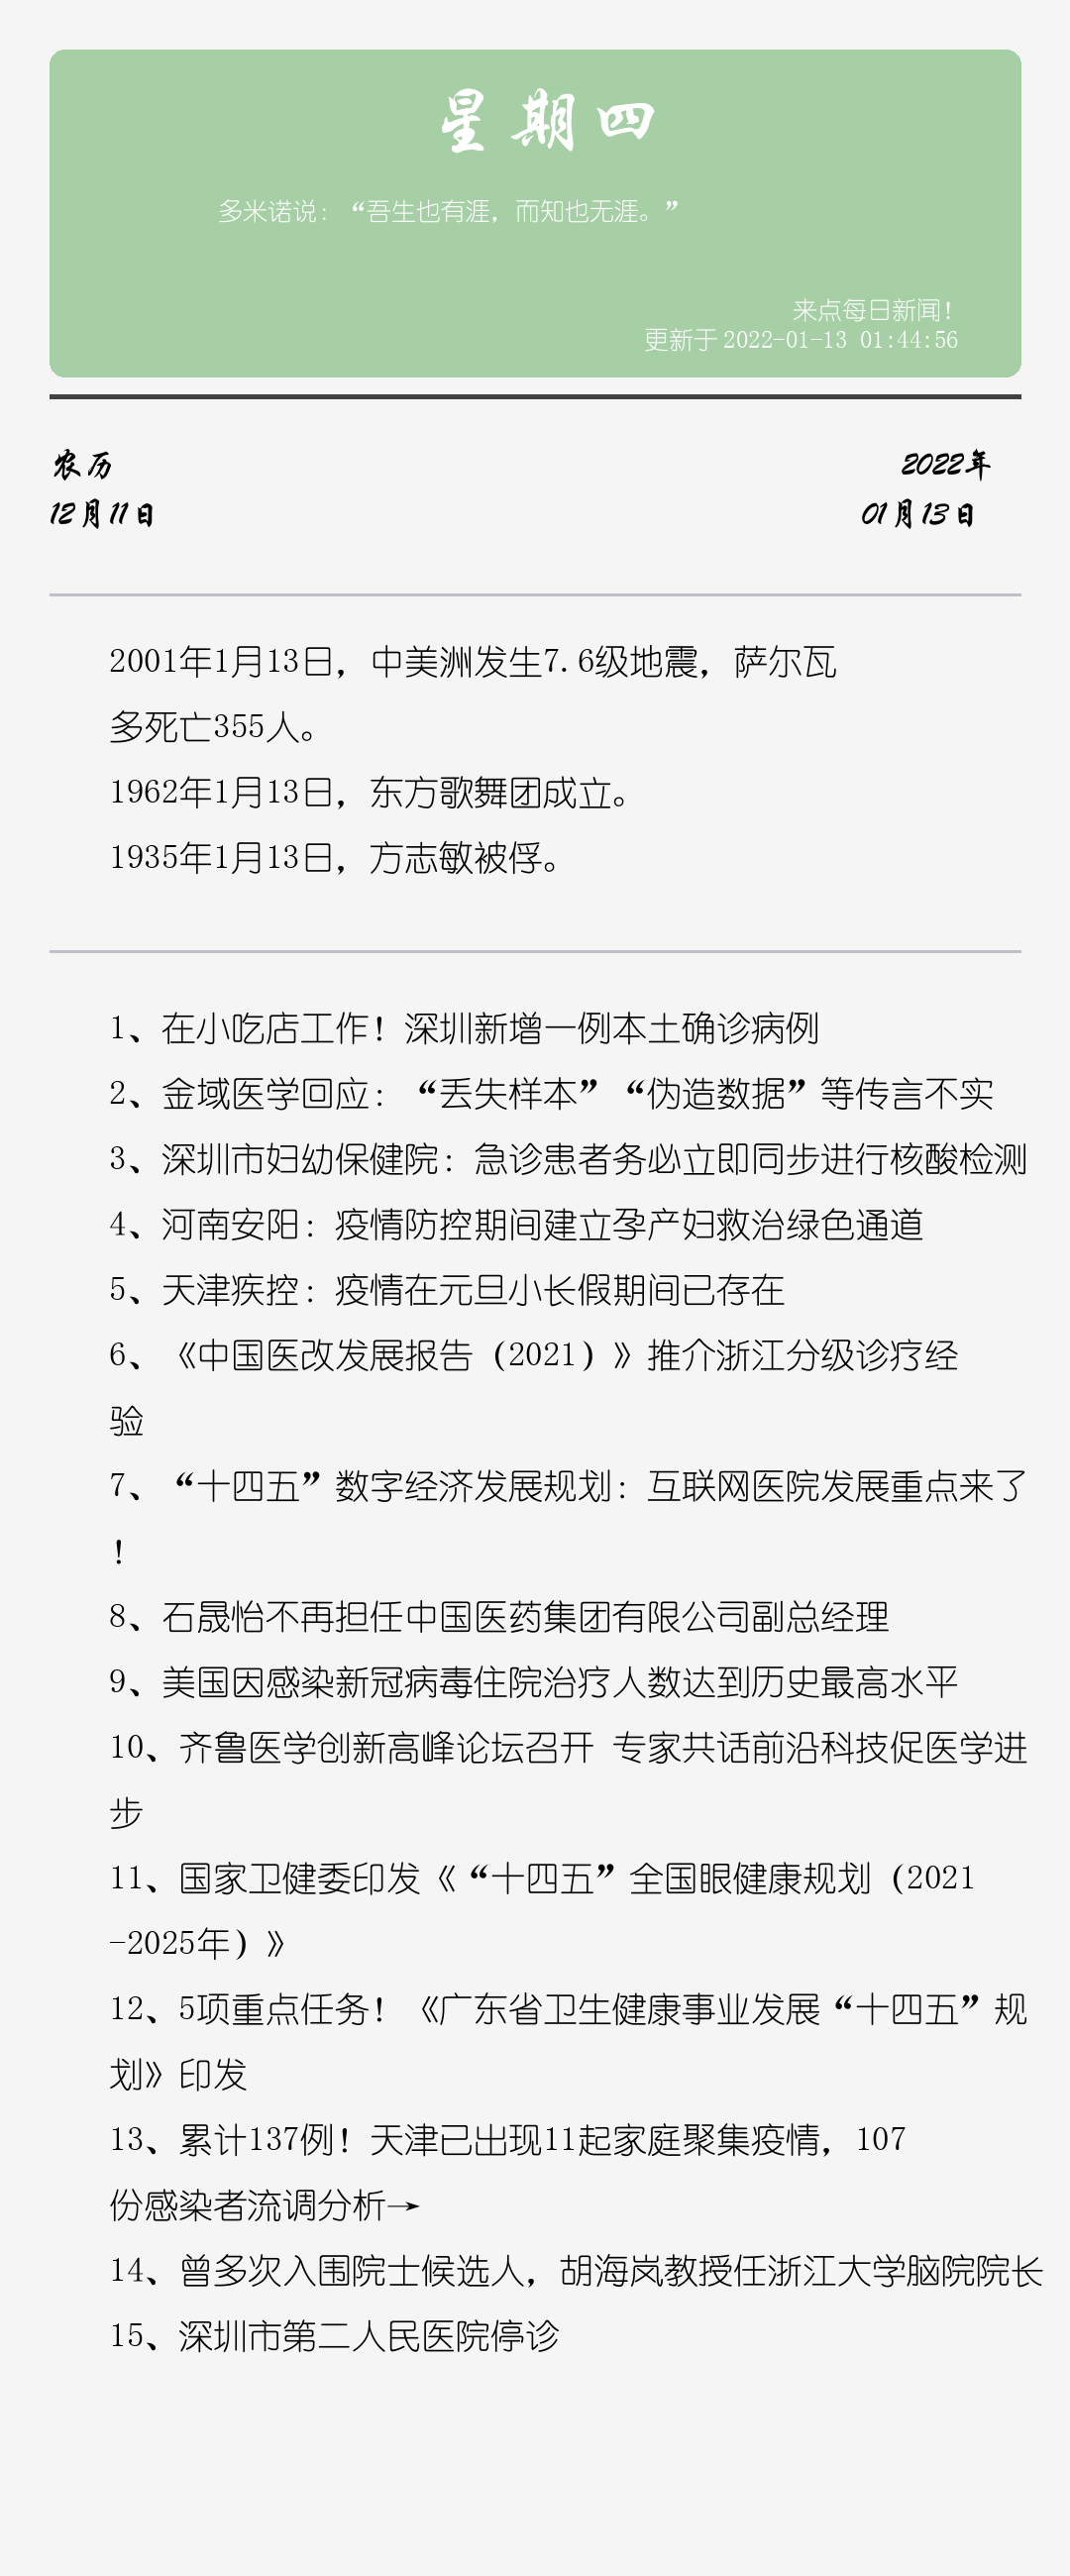 星期四
多米诺说：“吾生也有涯，而知也无涯。”
来点每日新闻！
更新于2022-01-13 01:44:56
农历
12月11日
2022年
01月13日
2001年1月13日，中美洲发生7.6级地震，萨尔瓦
多死亡355人。
1962年1月13日，东方歌舞团成立。
1935年1月13日，方志敏被俘。
1、在小吃店工作！深圳新增一例本土确诊病例
2、金域医学回应：“丢失样本”“伪造数据”等传言不实
3、深圳市妇幼保健院：急诊患者务必立即同步进行核酸检测
4、河南安阳：疫情防控期间建立孕产妇救治绿色通道
5、天津疾控：疫情在元旦小长假期间已存在
6、《中国医改发展报告（2021）》推介浙江分级诊疗经
验
7、“十四五”数字经济发展规划：互联网医院发展重点来了
！
8、石晟怡不再担任中国医药集团有限公司副总经理
9、美国因感染新冠病毒住院治疗人数达到历史最高水平
10、齐鲁医学创新高峰论坛召开 专家共话前沿科技促医学进
步
11、国家卫健委印发《“十四五”全国眼健康规划（2021
-2025年）》
12、5项重点任务！《广东省卫生健康事业发展“十四五”规
划》印发
13、累计137例！天津已出现11起家庭聚集疫情，107
份感染者流调分析→
14、曾多次入围院士候选人，胡海岚教授任浙江大学脑院院长
15、深圳市第二人民医院停诊